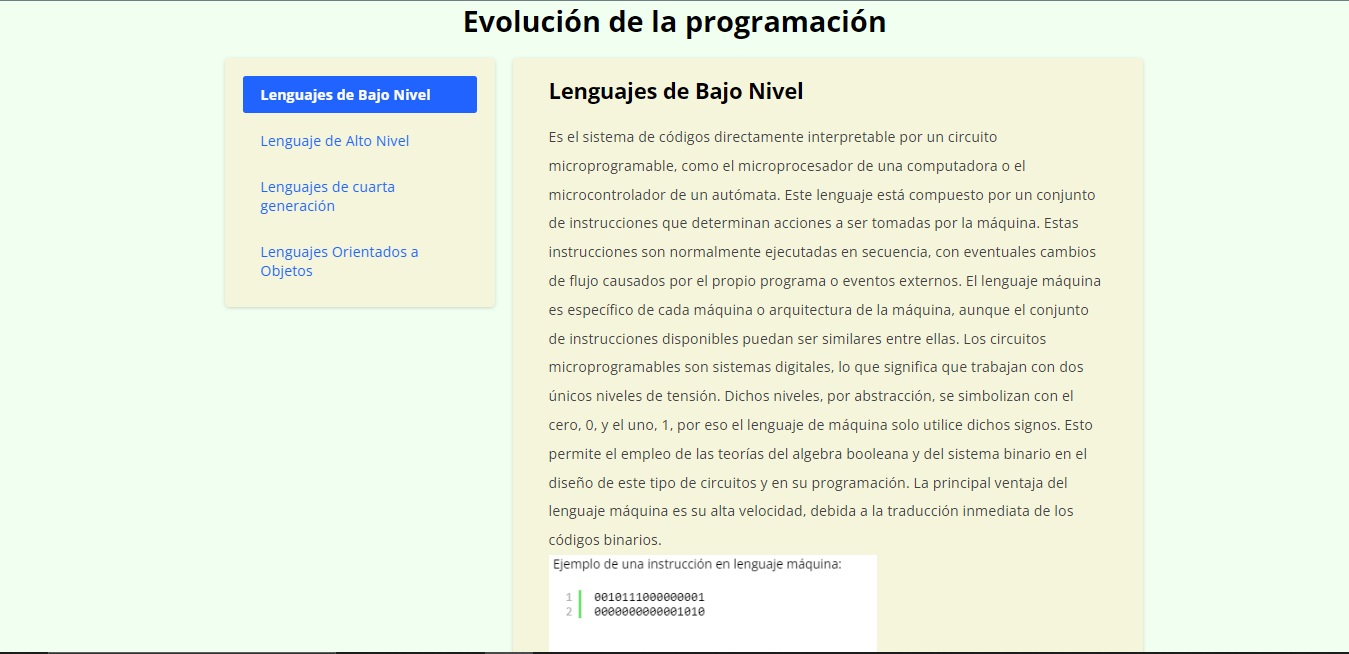 Evolución de la programación
Lenguajes de Bajo Nivel
Lenguaje de Alto Nivel
Lenguajes de cuarta
generación
Lenguajes Orientados a
Objetos
Lenguajes de Bajo Nivel
Es el sistema de códigos directamente interpretable por un circuito
microprogramable, como el microprocesador de una computadora o el
microcontrolador de un autómata. Este lenguaje está compuesto por un conjunto
de instrucciones que determinan acciones a ser tomadas por la máquina. Estas
instrucciones son normalmente ejecutadas en secuencia, con eventuales cambios
de flujo causados por el propio programa o eventos externos. El lenguaje máquina
es específico de cada máquina o arquitectura de la máquina, aunque el conjunto
de instrucciones disponibles puedan ser similares entre ellas. Los circuitos
microprogramables son sistemas digitales, lo que significa que trabajan con dos
únicos niveles de tensión. Dichos niveles, por abstracción, se simbolizan con el
cero, 0, y el uno, 1, por eso el lenguaje de máquina solo utilice dichos signos. Esto
permite el empleo de las teorías del algebra booleana y del sistema binario en el
diseño de este tipo de circuitos y en su programación. La principal ventaja del
lenguaje máquina es su alta velocidad, debida a la traducción inmediata de los
códigos binarios.
Ejemplo de una instrucción en lenguaje máquina:
1 0010111000000001
2 0000000000001010